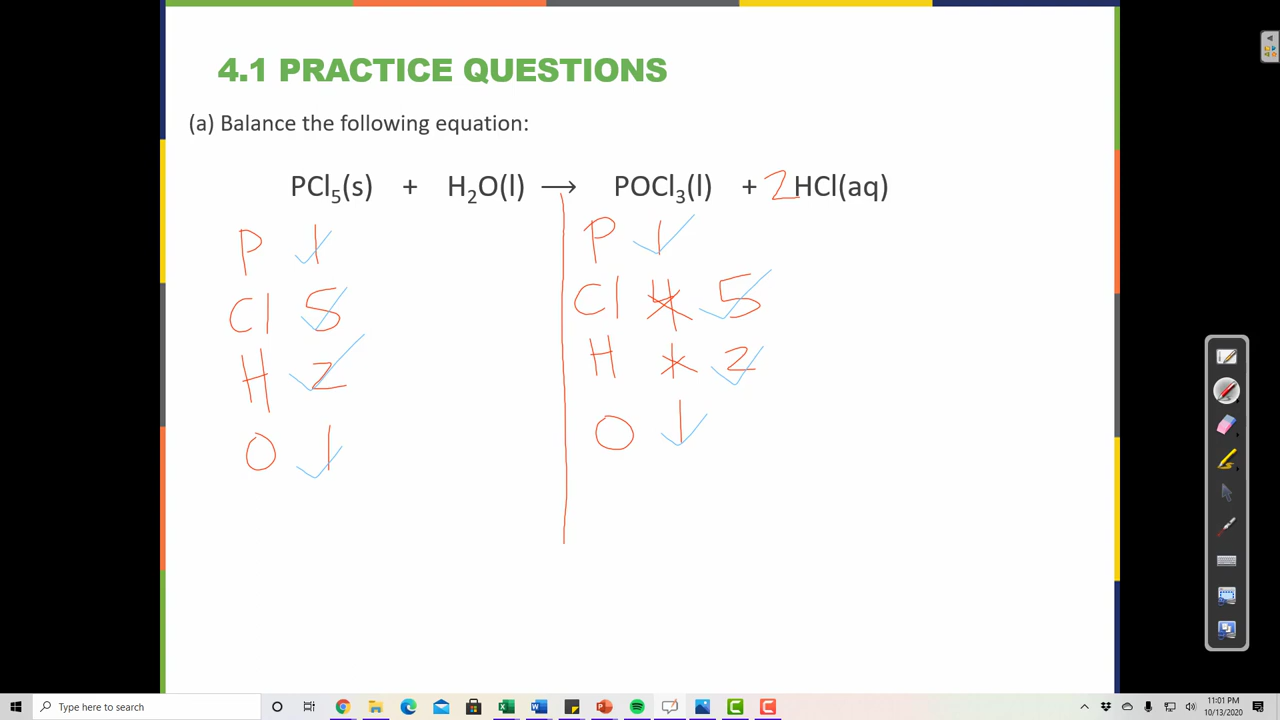 4.1 PRACTICE QUESTIONS
(a) Balance the following equation:
PCl₅(s) + H₂O(l) ⟶ POCl₃(l) + 2HCl(aq)
P 1 P 1
Cl 5 Cl 4 5
H 2 H 2
O 1 O 1
Type here to search
11:01 PM
10/13/2020